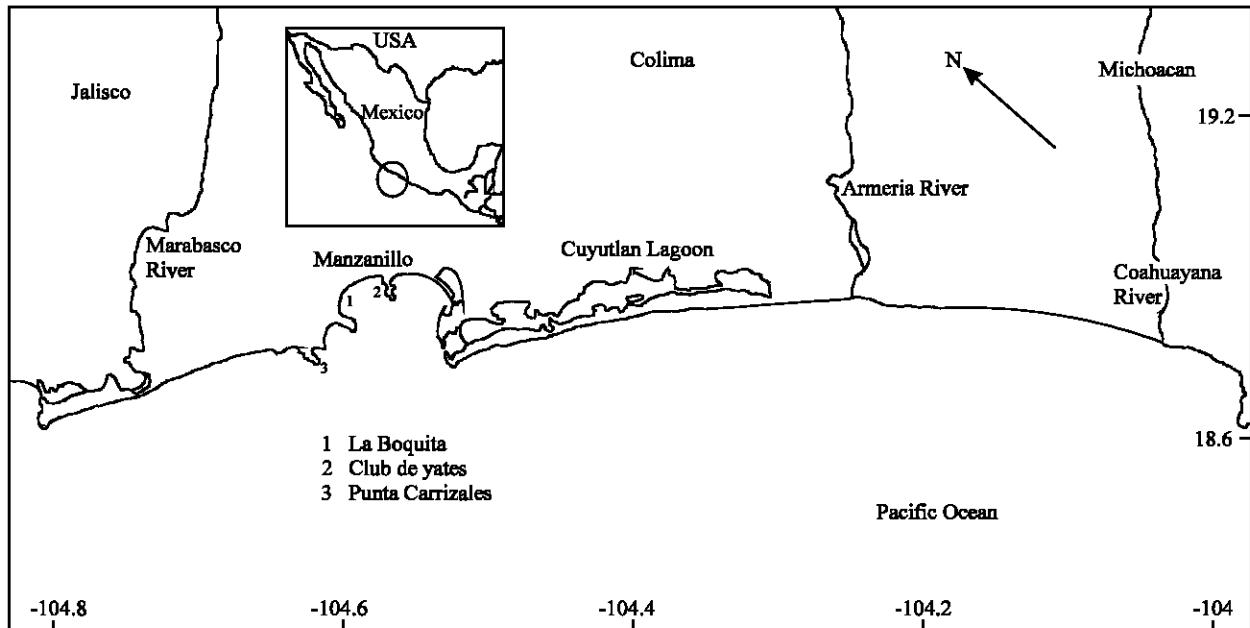 USA
Colima
N
Michoacan
Jalisco
Mexico
19.2
Armeria River
Marabasco
River
Manzanillo
Cuyutlan Lagoon
Coahuayana
River
1
2
3
18.6
1 La Boquita
2 Club de yates
3 Punta Carrizales
Pacific Ocean
-104.8
-104.6
-104.4
-104.2
-104